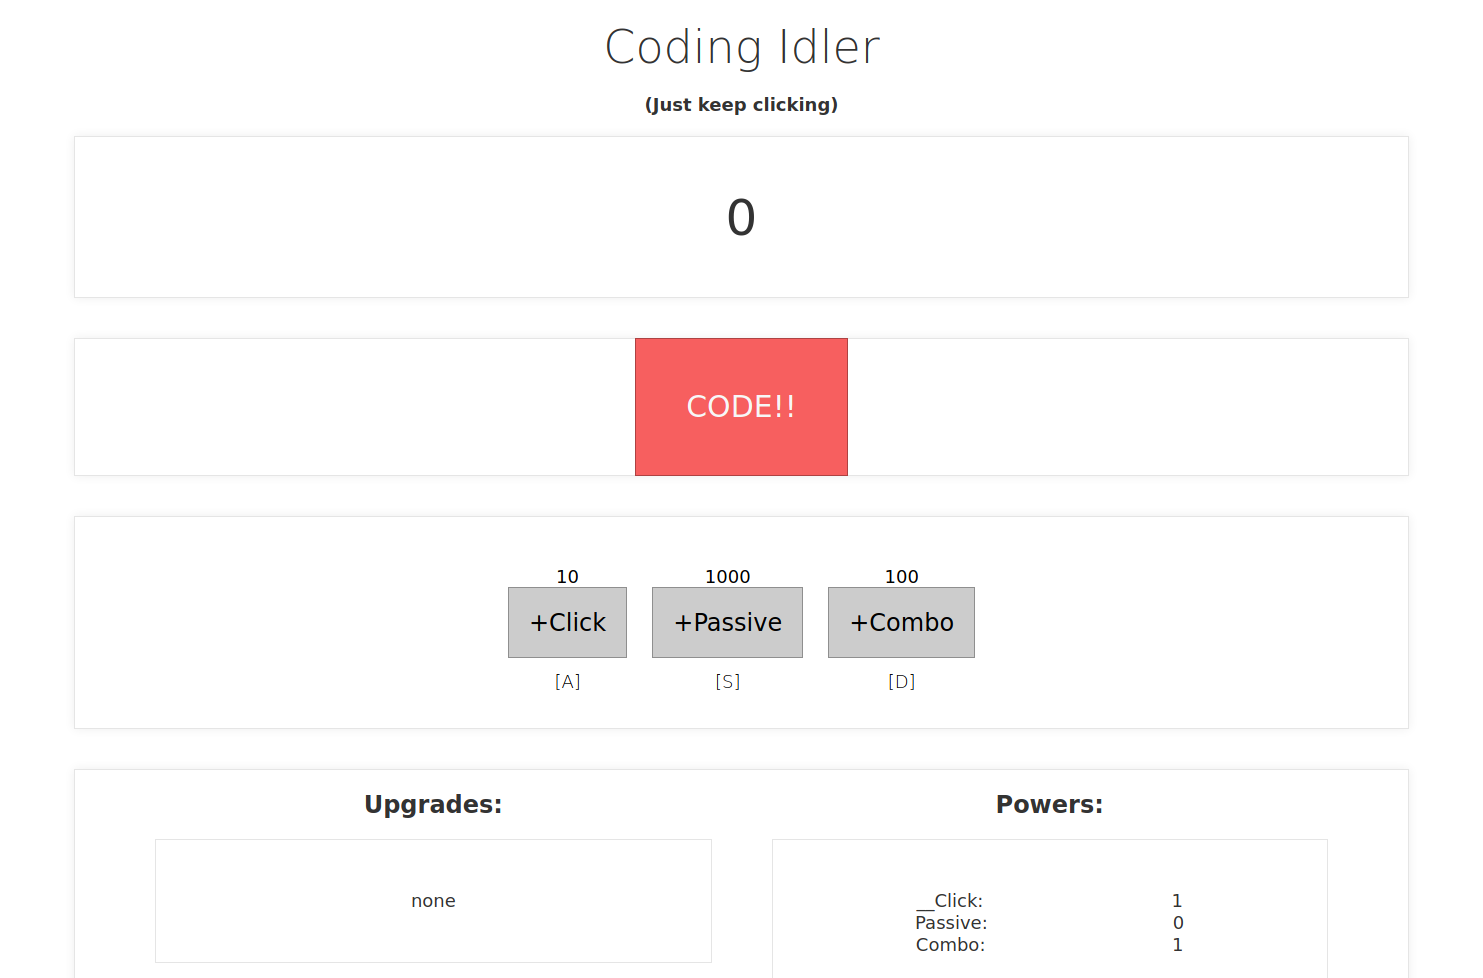 Coding Idler
(Just keep clicking)
0
CODE!!
10 1000 100
+Click +Passive +Combo
[A] [S] [D]
Upgrades:
none
Powers:
__Click: 1
Passive: 0
Combo: 1